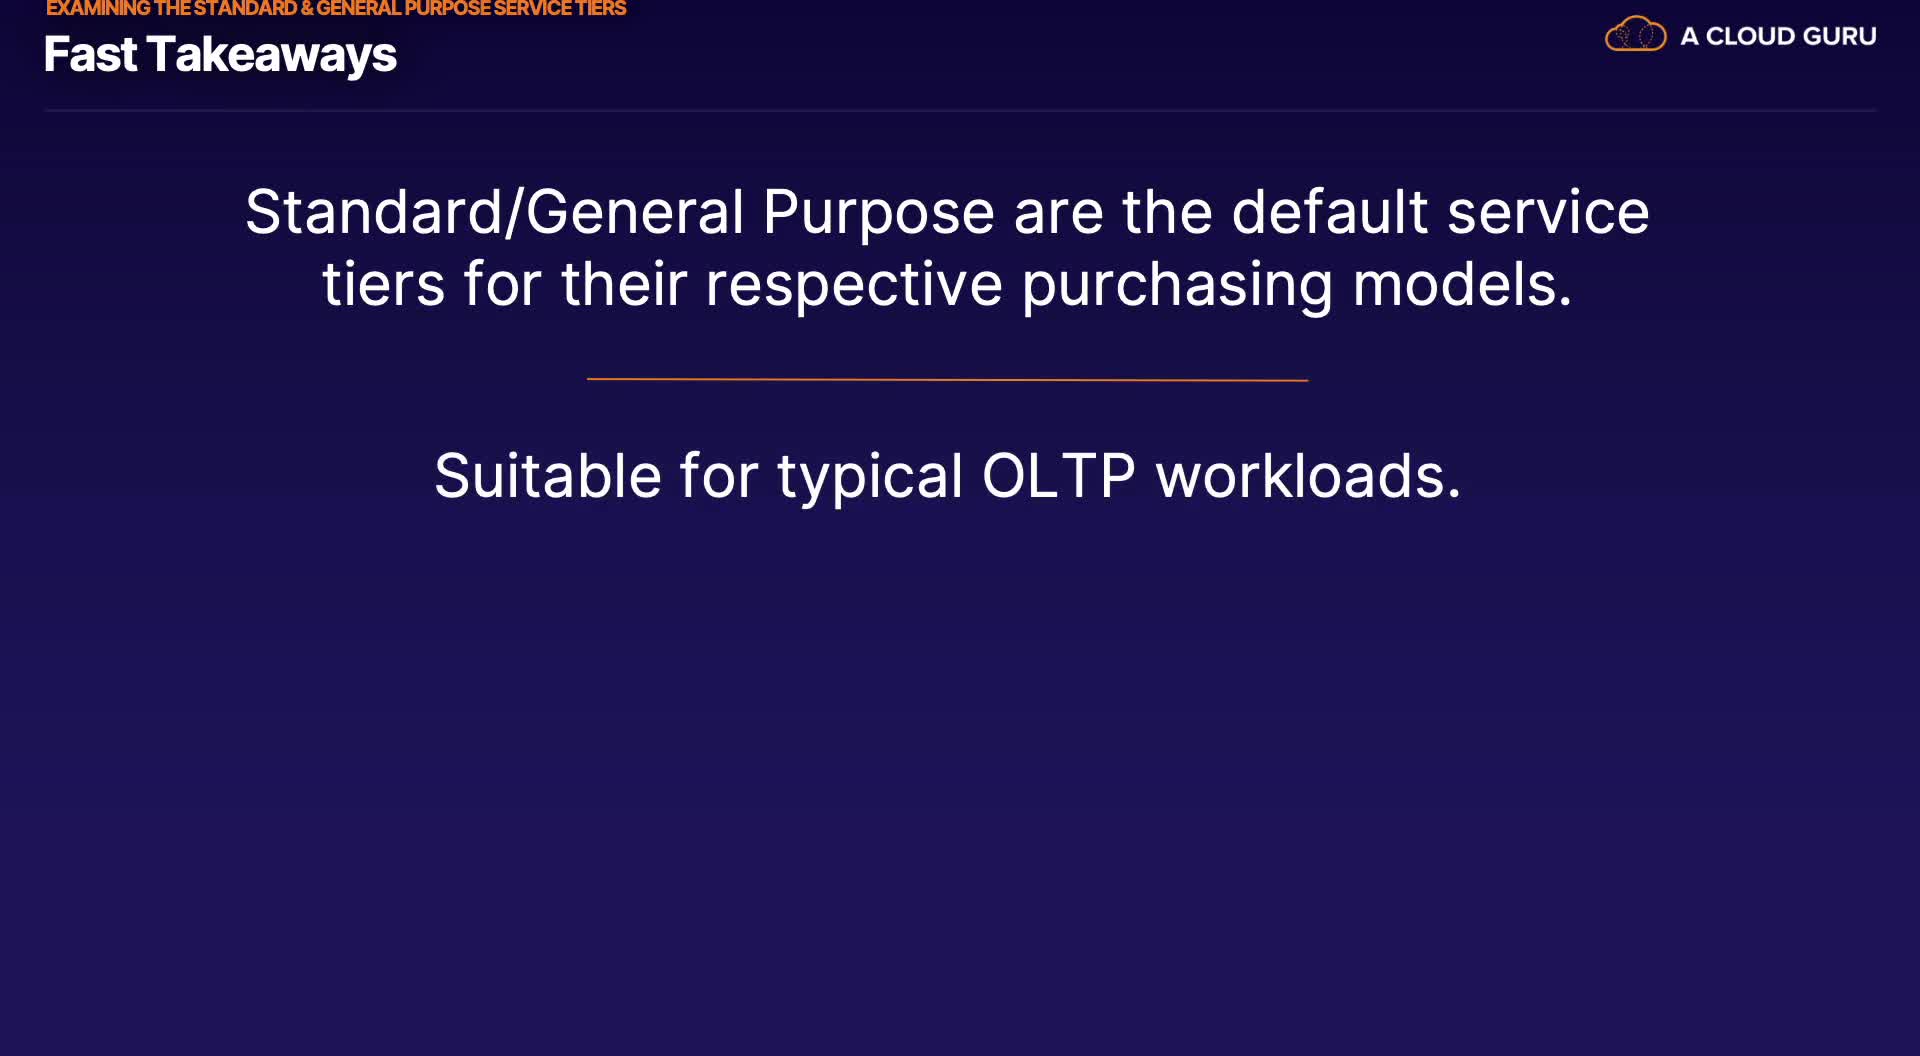 EXAMINING THE STANDARD & GENERAL PURPOSE SERVICE TIERS
Fast Takeaways
A CLOUD GURU
Standard/General Purpose are the default service
tiers for their respective purchasing models.
Suitable for typical OLTP workloads.